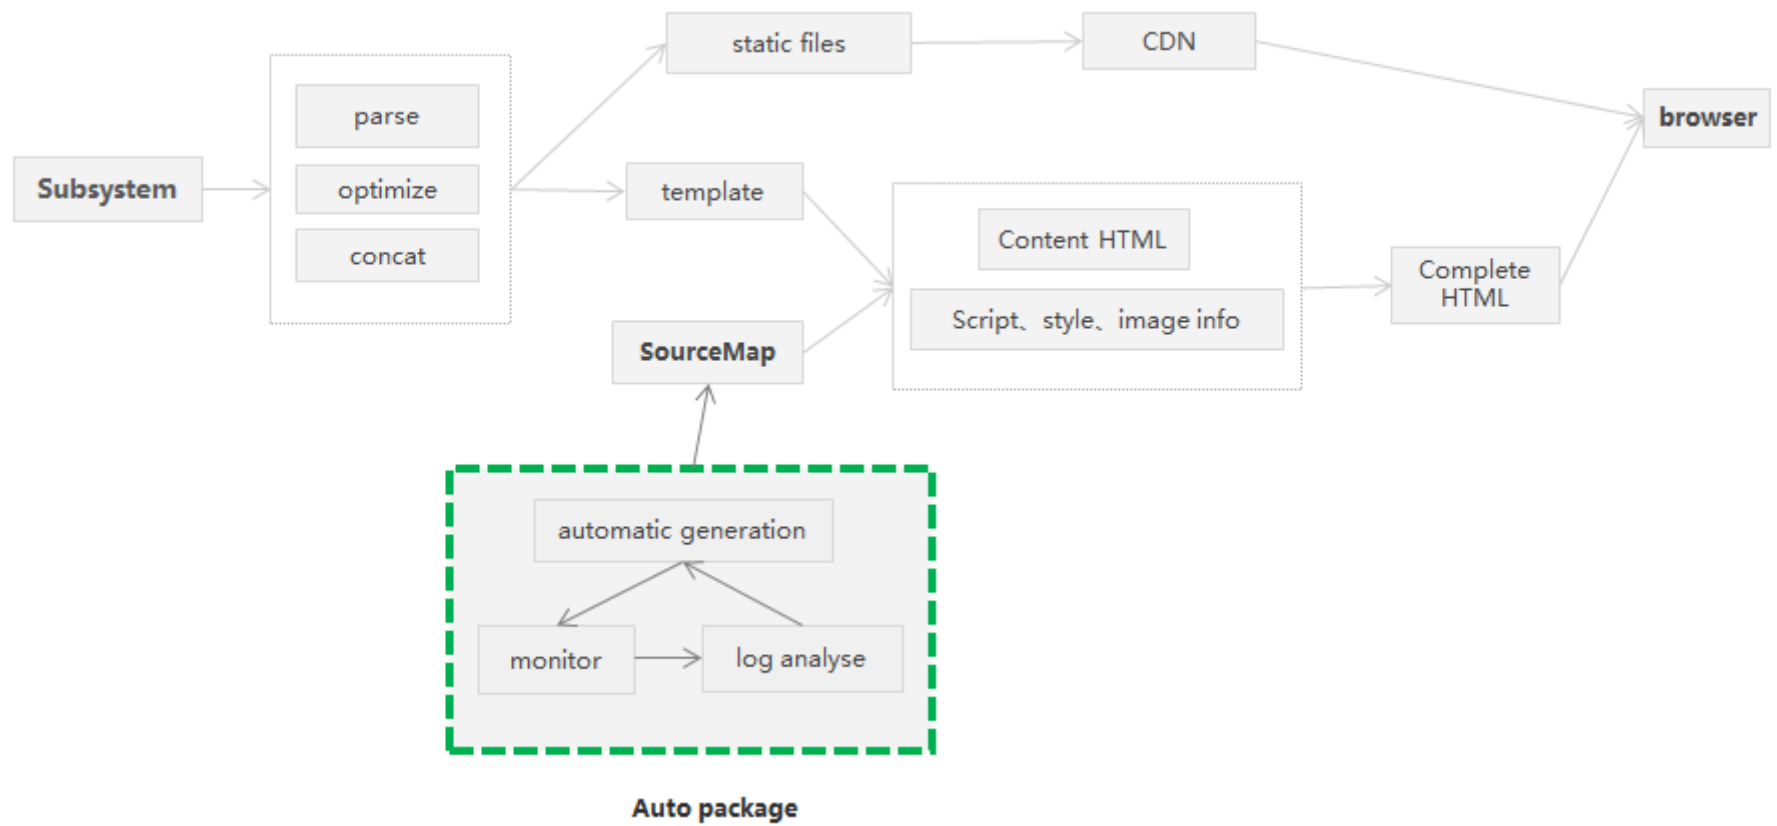 static files
CDN
parse
browser
Subsystem
optimize
template
concat
Content HTML
Complete
HTML
Script、style、image info
SourceMap
automatic generation
monitor
log analyse
Auto package